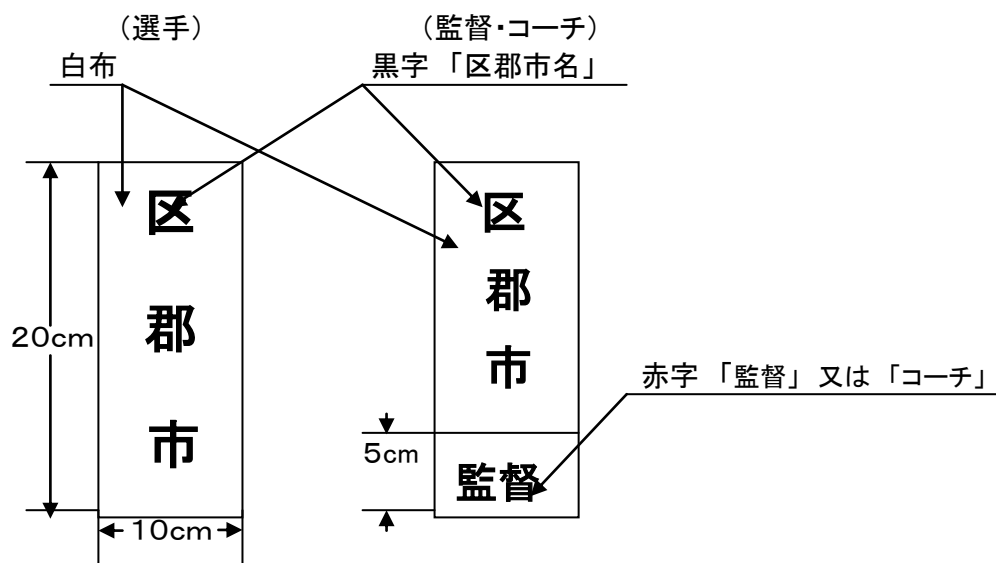 （選手）
（監督・コーチ）
白布
黒字 「区郡市名」
区
郡
市
20cm
10cm
区
郡
市
5cm
監督
赤字 「監督」 又は 「コーチ」